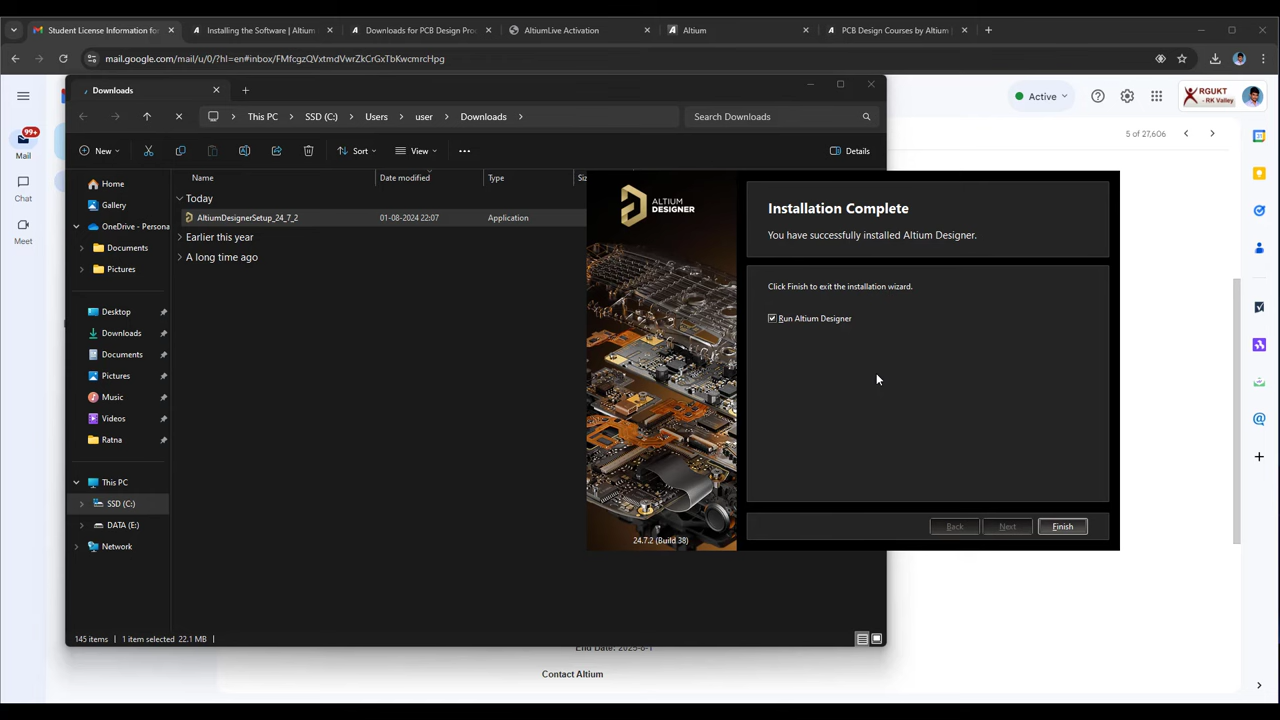 Student License Information for
Installing the Software | Altium
Downloads for PCB Design Pro
AltiumLive Activation
Altium
PCB Design Courses by Altium
mail.google.com/mail/u/0/?hl=en#inbox/FMfcgzQVxtmdVwrZkCrGxTbKwcmrcHpg
Downloads
This PC > SSD (C:) > Users > user > Downloads >
Search Downloads
New
Sort
View
Details
Active
RGUKT
- RK Valley
5 of 27,606
99+
Mail
Chat
Meet
Home
Gallery
OneDrive - Persona
Documents
Pictures
Desktop
Downloads
Documents
Pictures
Music
Videos
Ratna
This PC
SSD (C:)
DATA (E:)
Network
Name
Date modified
Type
Today
AltiumDesignerSetup_24_7_2
01-08-2024 22:07
Application
Earlier this year
A long time ago
145 items
1 item selected 22.1 MB
ALTIUM
DESIGNER
24.7.2 (Build 38)
Installation Complete
You have successfully installed Altium Designer.
Click Finish to exit the installation wizard.
Run Altium Designer
Back
Next
Finish
End Date: 2025-8-1
Contact Altium